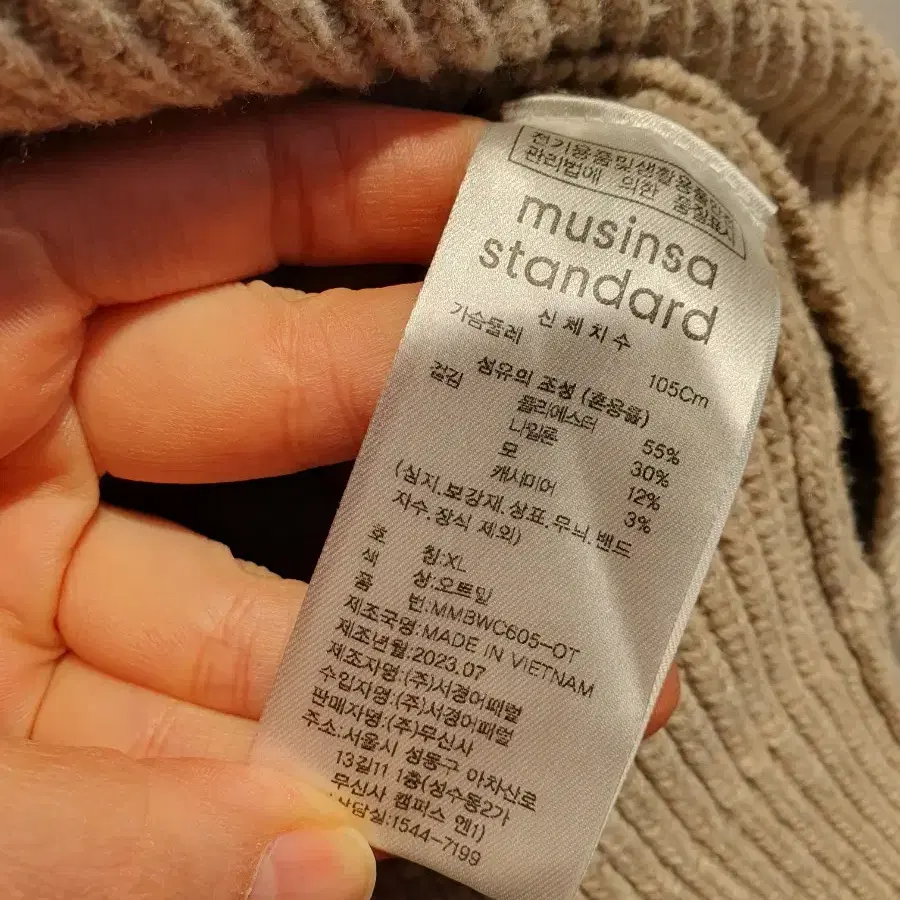 전기용품및생활용품안전
관리법에 의한 품질표시
musinsa
standard
신체치수
가슴둘레 105Cm
섬유의 조성 (혼용율)
겉감 폴리에스터 55%
나일론 30%
모 12%
캐시미어 3%
(심지.보강재.상표.무늬.밴드
자수.장식 제외)
호 칭:XL
색 상:오트밀
품 번:MMBWC605-OT
제조국명:MADE IN VIETNAM
제조년월:2023.07
제조자명:(주)서경어패럴
수입자명:(주)서경어패럴
판매자명:(주)무신사
주소:서울시 성동구 아차산로
13길11 1층(성수동2가
무신사 캠퍼스 엔1)
상담실:1544-7199